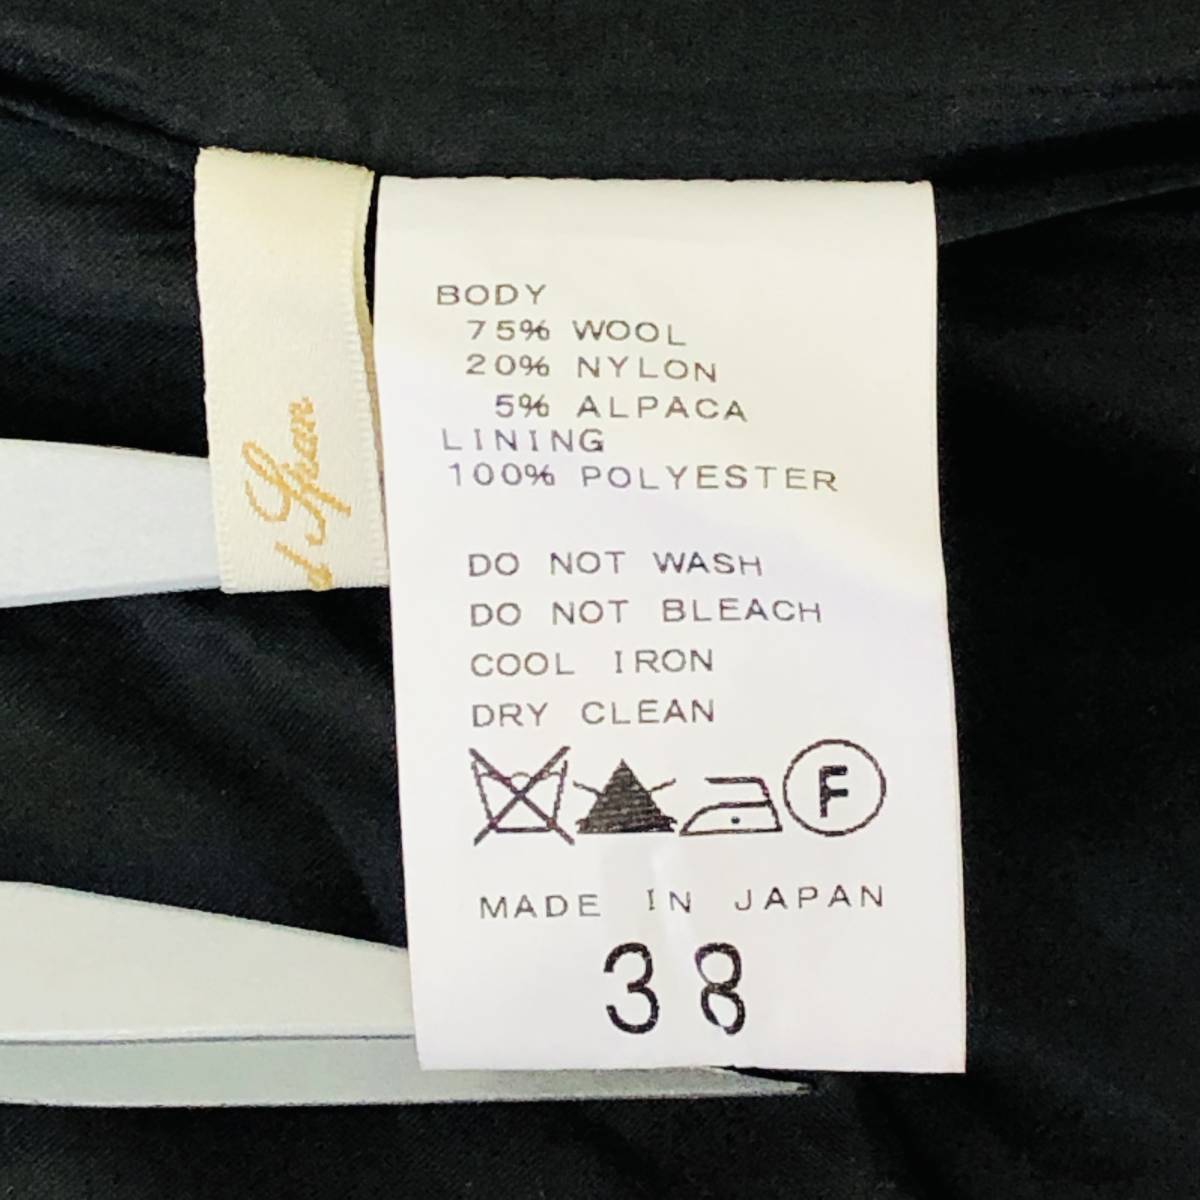 BODY
75% WOOL
20% NYLON
5% ALPACA
LINING
100% POLYESTER
DO NOT WASH
DO NOT BLEACH
COOL IRON
DRY CLEAN
F
MADE IN JAPAN
38
d Span